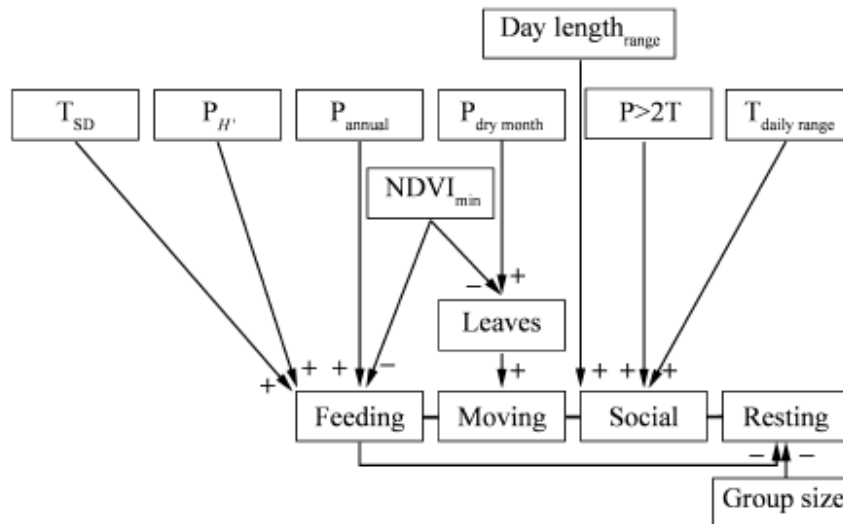 Day length range
T SD P H' P annual P dry month P>2T T daily range
NDVI min
− +
Leaves
+ + + + − + + + +
Feeding Moving Social Resting
− −
Group size